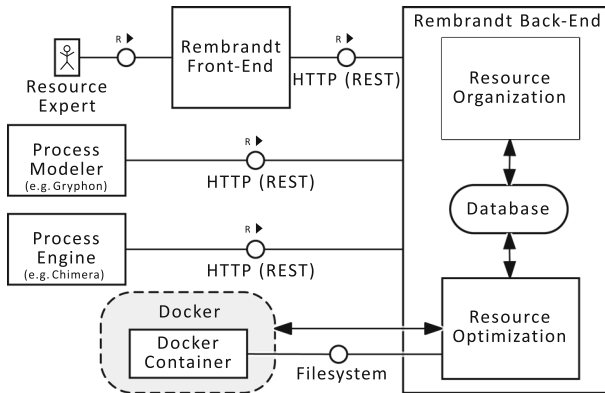 Rembrandt Back-End
R
Resource
Expert
Rembrandt
Front-End
R
HTTP (REST)
Resource
Organization
Process
Modeler
(e.g. Gryphon)
R
HTTP (REST)
Database
Process
Engine
(e.g. Chimera)
R
HTTP (REST)
Docker
Docker
Container
Filesystem
Resource
Optimization